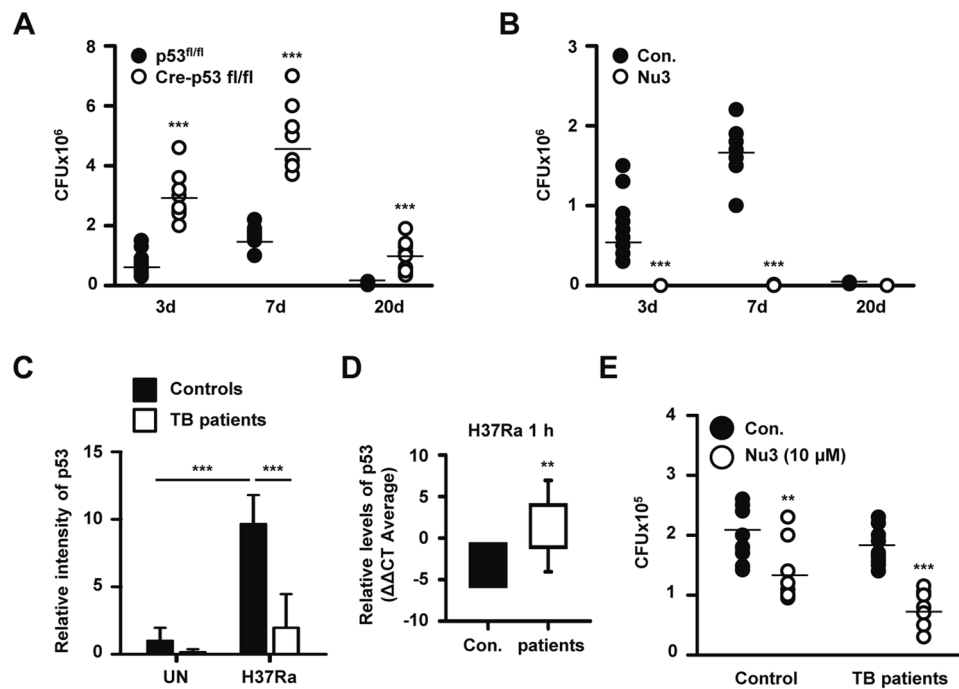 A
p53fl/fl
Cre-p53 fl/fl
CFUx10⁶
8
6
4
2
0
***
***
***
3d 7d 20d
B
Con.
Nu3
CFUx10⁶
3
2
1
0
***
***
3d 7d 20d
C
Controls
TB patients
Relative intensity of p53
15
10
5
0
***
***
UN H37Ra
D
H37Ra 1 h
Relative levels of p53
(ΔΔCT Average)
10
5
0
-5
-10
**
Con. patients
E
Con.
Nu3 (10 µM)
CFUx10⁵
4
3
2
1
0
**
***
Control TB patients